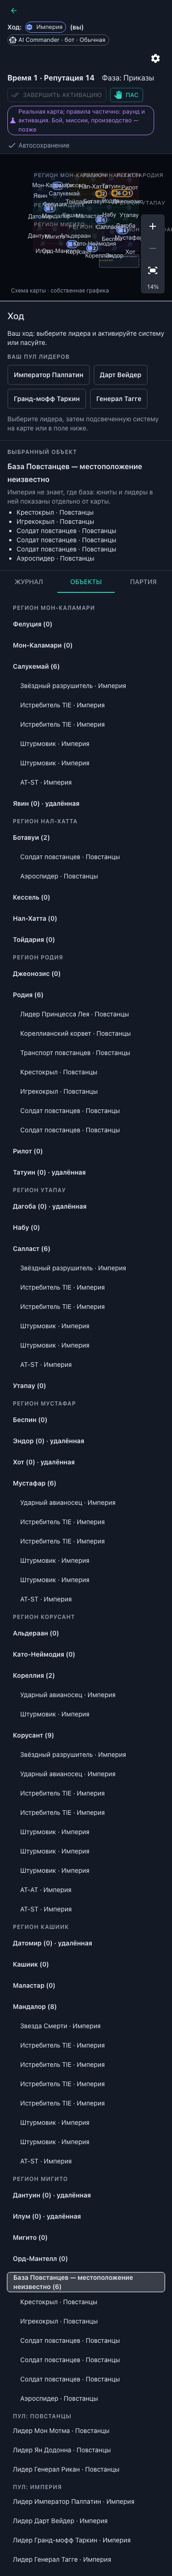 Ход: Империя (вы)
AI Commander · бот · Обычная
Время 1 · Репутация 14 Фаза: Приказы
ЗАВЕРШИТЬ АКТИВАЦИЮ ПАС
Реальная карта; правила частично: раунд и
активация. Бой, миссии, производство —
позже
Автосохранение
14%
Схема карты · собственная графика
Ход
Ваш ход: выберите лидера и активируйте систему
или пасуйте.
ВАШ ПУЛ ЛИДЕРОВ
Император Палпатин Дарт Вейдер
Гранд-мофф Таркин Генерал Тагге
Выберите лидера, затем подсвеченную систему
на карте или в поле ниже.
ВЫБРАННЫЙ ОБЪЕКТ
База Повстанцев — местоположение
неизвестно
Империя не знает, где база: юниты и лидеры в
ней показаны отдельно от карты.
Крестокрыл · Повстанцы
Игрекокрыл · Повстанцы
Солдат повстанцев · Повстанцы
Солдат повстанцев · Повстанцы
Солдат повстанцев · Повстанцы
Аэроспидер · Повстанцы
ЖУРНАЛ ОБЪЕКТЫ ПАРТИЯ
РЕГИОН МОН-КАЛАМАРИ
Фелуция (0)
Мон-Каламари (0)
Салукемай (6)
Звёздный разрушитель · Империя
Истребитель TIE · Империя
Истребитель TIE · Империя
Штурмовик · Империя
Штурмовик · Империя
AT-ST · Империя
Явин (0) · удалённая
РЕГИОН НАЛ-ХАТТА
Ботавуи (2)
Солдат повстанцев · Повстанцы
Аэроспидер · Повстанцы
Кессель (0)
Нал-Хатта (0)
Тойдария (0)
РЕГИОН РОДИЯ
Джеонозис (0)
Родия (6)
Лидер Принцесса Лея · Повстанцы
Кореллианский корвет · Повстанцы
Транспорт повстанцев · Повстанцы
Крестокрыл · Повстанцы
Игрекокрыл · Повстанцы
Солдат повстанцев · Повстанцы
Солдат повстанцев · Повстанцы
Рилот (0)
Татуин (0) · удалённая
РЕГИОН УТАПАУ
Дагоба (0) · удалённая
Набу (0)
Салласт (6)
Звёздный разрушитель · Империя
Истребитель TIE · Империя
Истребитель TIE · Империя
Штурмовик · Империя
Штурмовик · Империя
AT-ST · Империя
Утапау (0)
РЕГИОН МУСТАФАР
Беспин (0)
Эндор (0) · удалённая
Хот (0) · удалённая
Мустафар (6)
Ударный авианосец · Империя
Истребитель TIE · Империя
Истребитель TIE · Империя
Штурмовик · Империя
Штурмовик · Империя
AT-ST · Империя
РЕГИОН КОРУСАНТ
Альдераан (0)
Като-Неймодия (0)
Кореллия (2)
Ударный авианосец · Империя
Штурмовик · Империя
Корусант (9)
Звёздный разрушитель · Империя
Ударный авианосец · Империя
Истребитель TIE · Империя
Истребитель TIE · Империя
Штурмовик · Империя
Штурмовик · Империя
Штурмовик · Империя
AT-AT · Империя
AT-ST · Империя
РЕГИОН КАШИИК
Датомир (0) · удалённая
Кашиик (0)
Маластар (0)
Мандалор (8)
Звезда Смерти · Империя
Истребитель TIE · Империя
Истребитель TIE · Империя
Истребитель TIE · Империя
Истребитель TIE · Империя
Штурмовик · Империя
Штурмовик · Империя
AT-ST · Империя
РЕГИОН МИГИТО
Дантуин (0) · удалённая
Илум (0) · удалённая
Мигито (0)
Орд-Мантелл (0)
База Повстанцев — местоположение
неизвестно (6)
Крестокрыл · Повстанцы
Игрекокрыл · Повстанцы
Солдат повстанцев · Повстанцы
Солдат повстанцев · Повстанцы
Солдат повстанцев · Повстанцы
Аэроспидер · Повстанцы
ПУЛ: ПОВСТАНЦЫ
Лидер Мон Мотма · Повстанцы
Лидер Ян Додонна · Повстанцы
Лидер Генерал Рикан · Повстанцы
ПУЛ: ИМПЕРИЯ
Лидер Император Палпатин · Империя
Лидер Дарт Вейдер · Империя
Лидер Гранд-мофф Таркин · Империя
Лидер Генерал Тагге · Империя